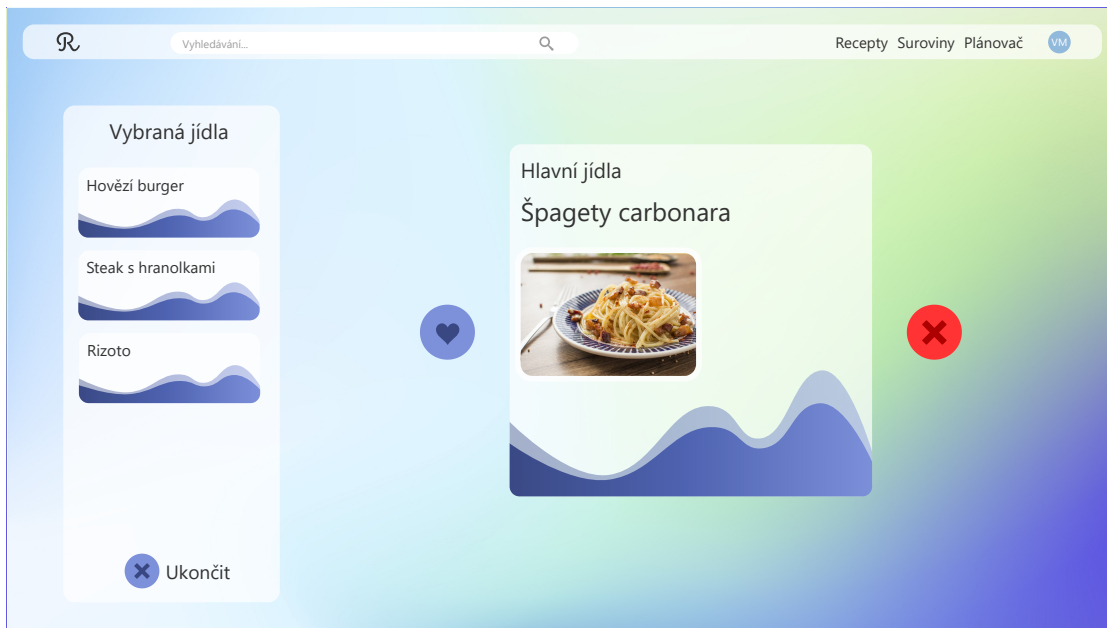 R
Vyhledávání...
Recepty Suroviny Plánovač
VM
Vybraná jídla
Hovězí burger
Steak s hranolkami
Rizoto
Ukončit
Hlavní jídla
Špagety carbonara